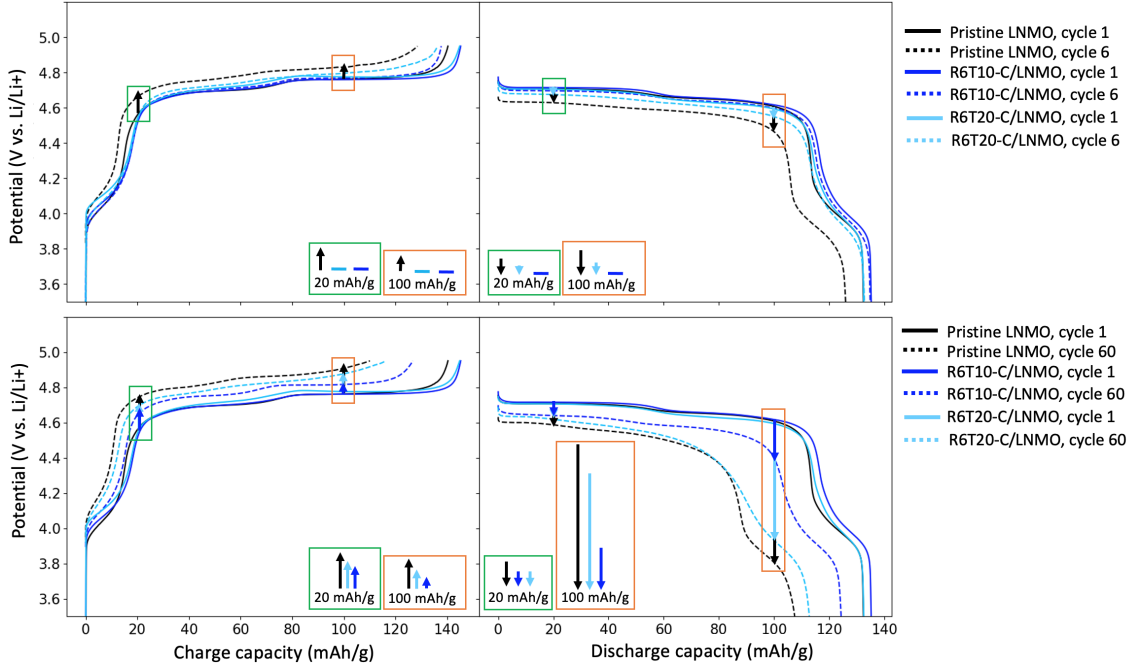 5.0
4.8
4.6
4.4
4.2
4.0
3.8
3.6
Potential (V vs. Li/Li+)
20 mAh/g
100 mAh/g
20 mAh/g
100 mAh/g
Pristine LNMO, cycle 1
Pristine LNMO, cycle 6
R6T10-C/LNMO, cycle 1
R6T10-C/LNMO, cycle 6
R6T20-C/LNMO, cycle 1
R6T20-C/LNMO, cycle 6
5.0
4.8
4.6
4.4
4.2
4.0
3.8
3.6
Potential (V vs. Li/Li+)
20 mAh/g
100 mAh/g
20 mAh/g
100 mAh/g
0 20 40 60 80 100 120 140
0 20 40 60 80 100 120 140
Charge capacity (mAh/g)
Discharge capacity (mAh/g)
Pristine LNMO, cycle 1
Pristine LNMO, cycle 60
R6T10-C/LNMO, cycle 1
R6T10-C/LNMO, cycle 60
R6T20-C/LNMO, cycle 1
R6T20-C/LNMO, cycle 60